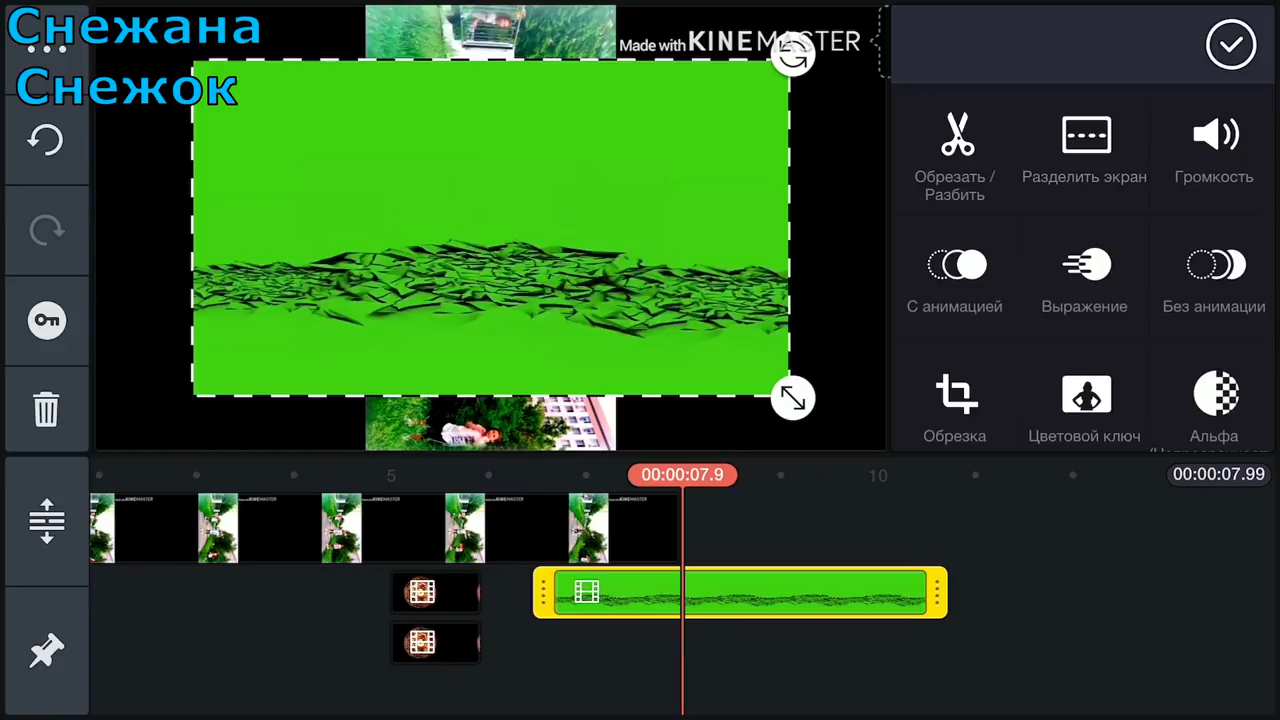 Снежана
Снежок
Made with KINEMASTER
Обрезать /
Разбить
Разделить экран
Громкость
С анимацией
Выражение
Без анимации
Обрезка
Цветовой ключ
Альфа
5
00:00:07.9
10
00:00:07.99